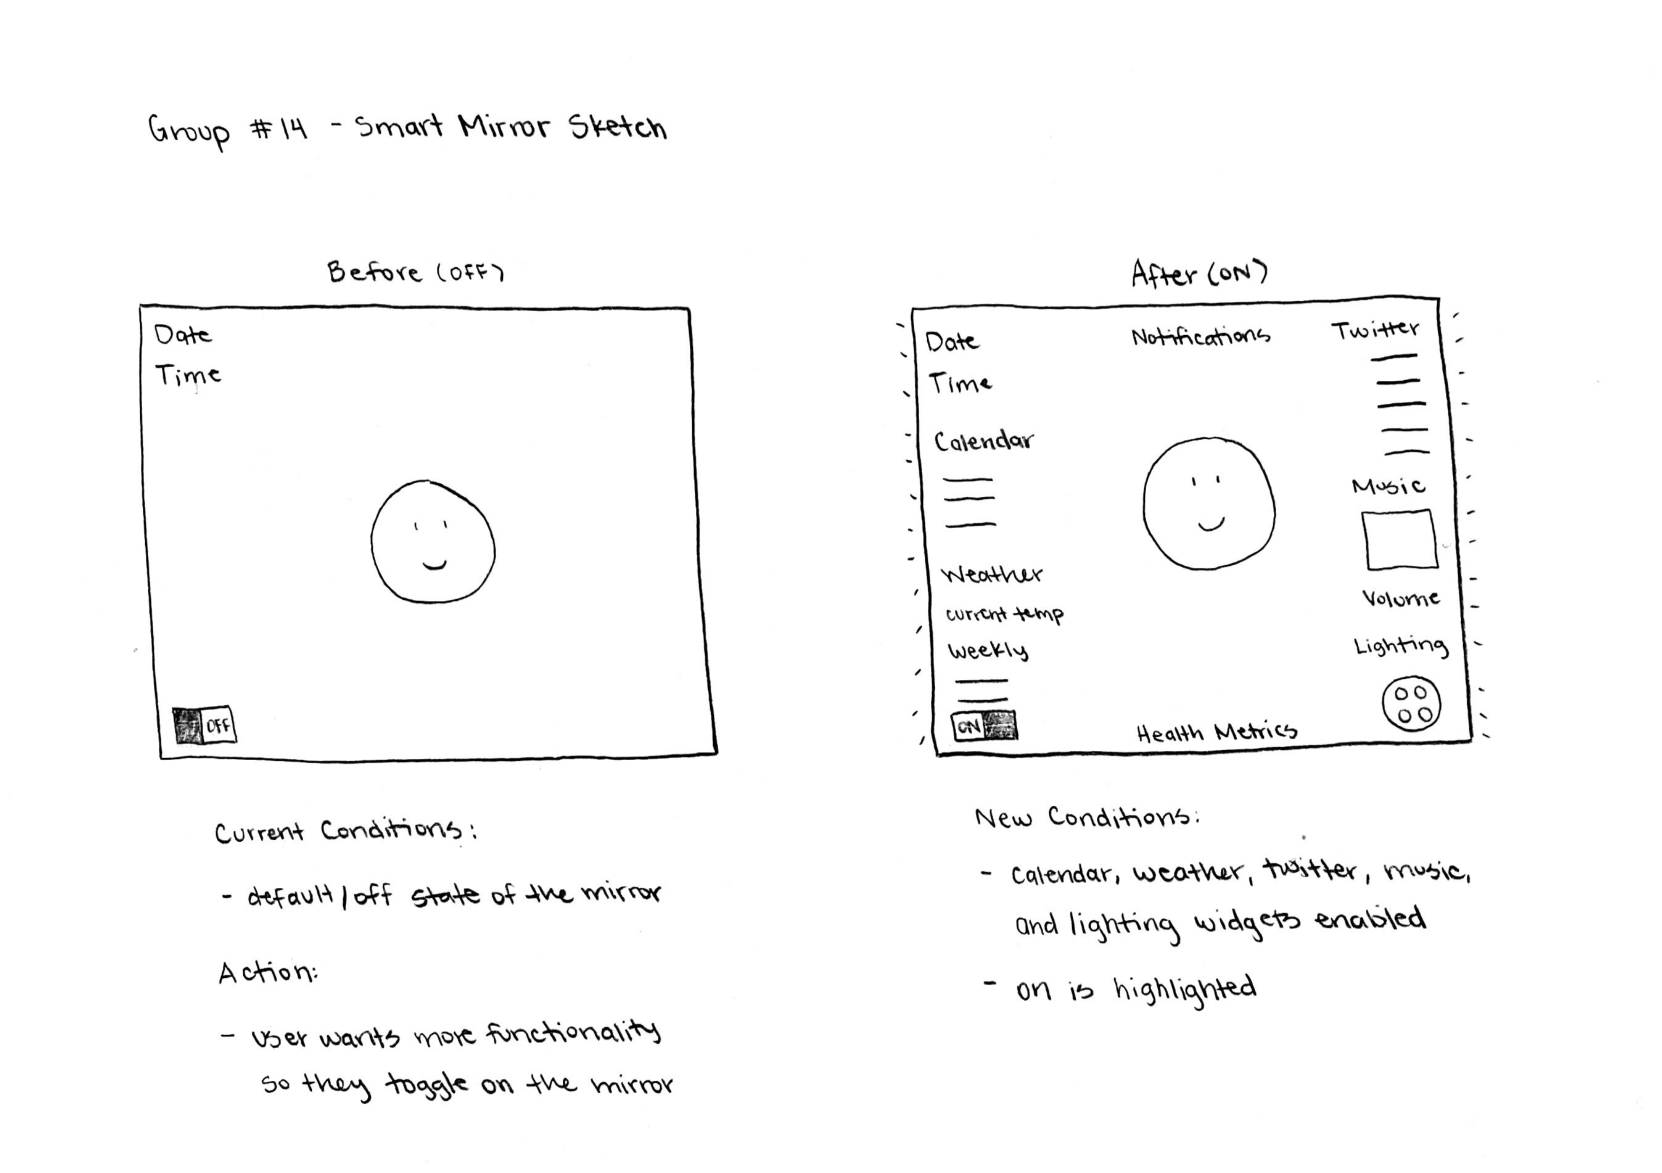 Group #14 - Smart Mirror Sketch
Before (OFF)
Date
Time
OFF
Current Conditions:
- default/off state of the mirror
Action:
- user wants more functionality
so they toggle on the mirror
After (ON)
Date
Time
Calendar
Weather
current temp
weekly
ON
Notifications
Health Metrics
Twitter
Music
Volume
Lighting
New Conditions:
- calendar, weather, twitter, music,
and lighting widgets enabled
- on is highlighted